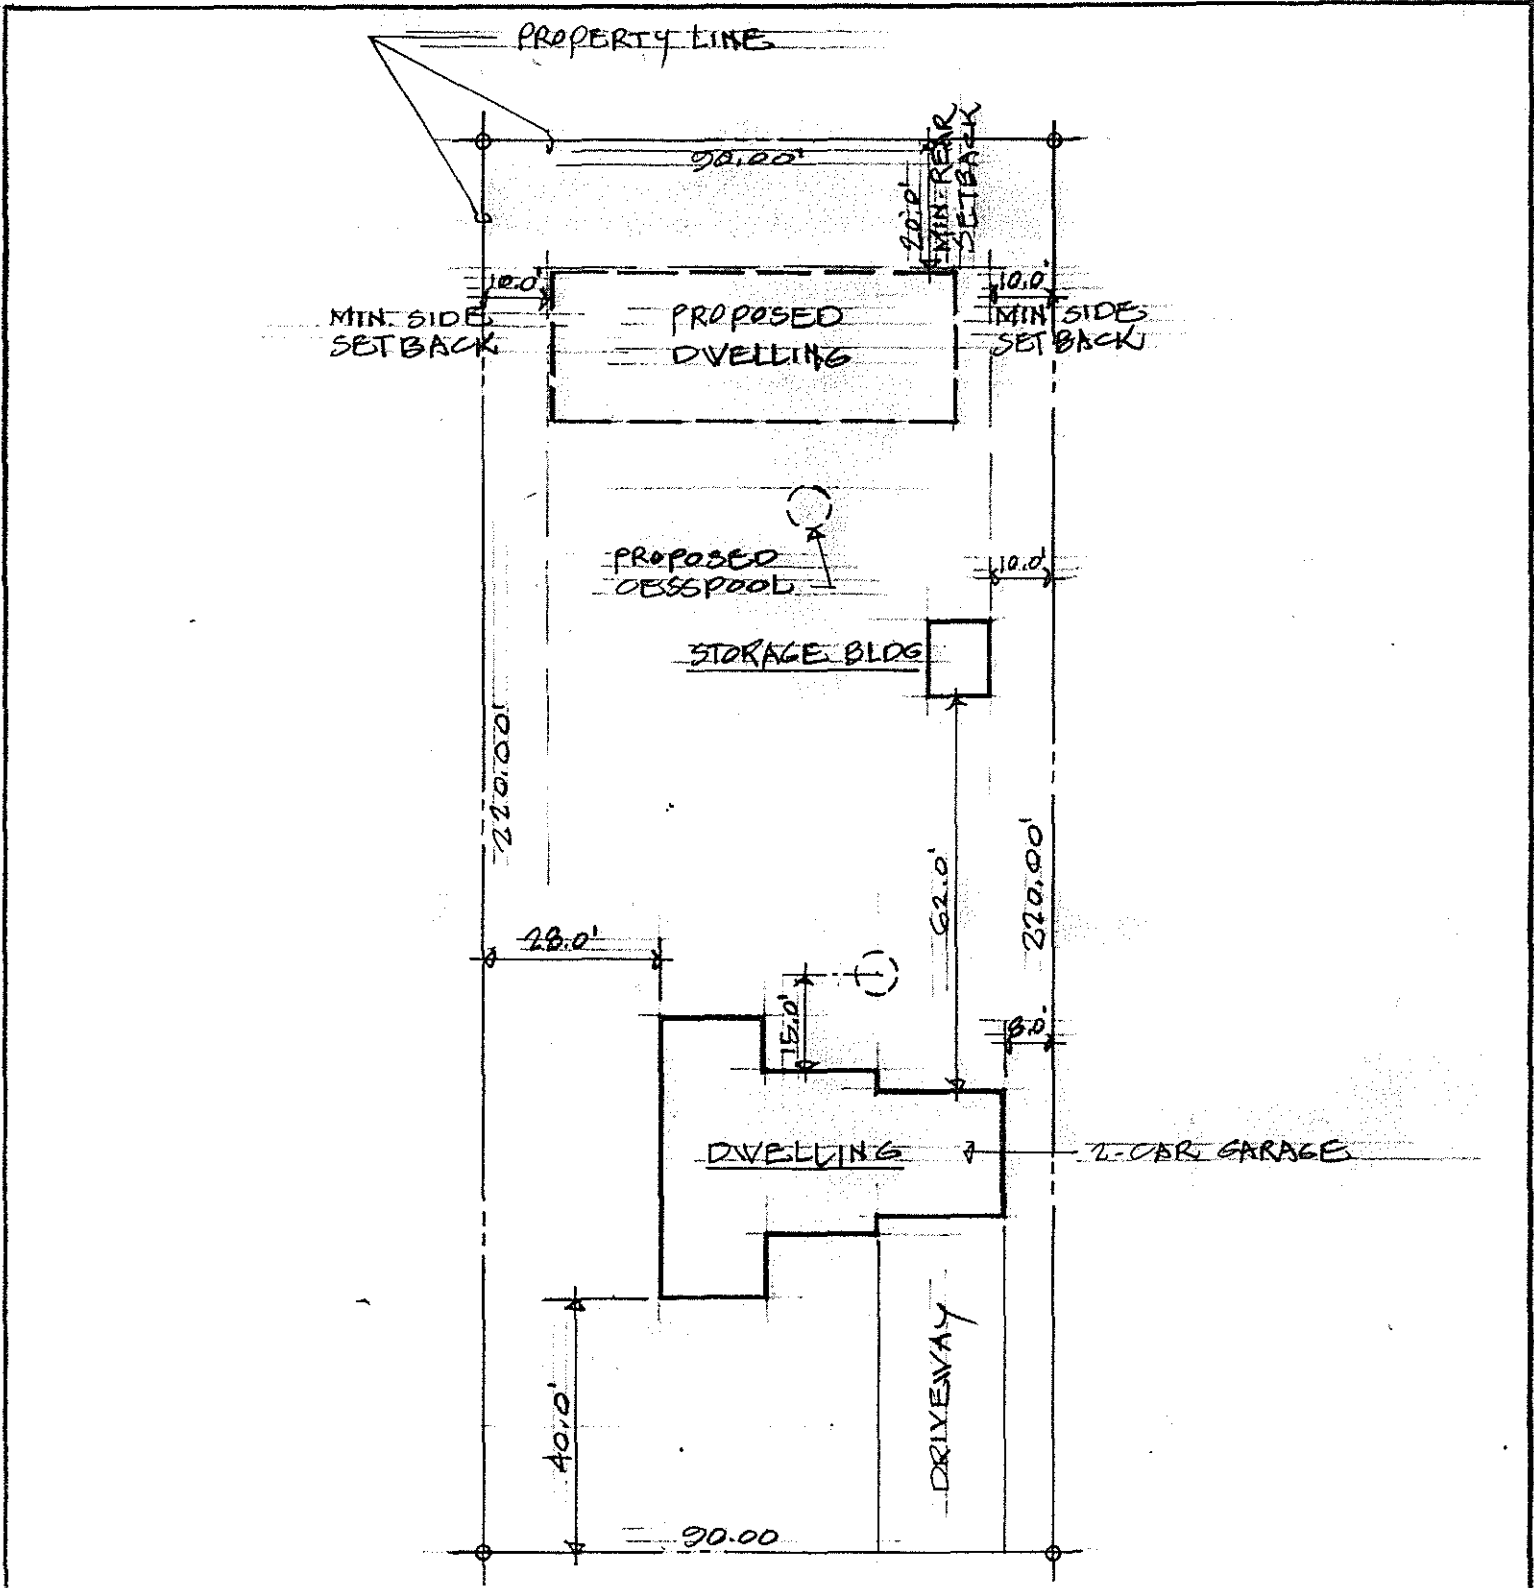 PROPERTY LINE
90.00'
20.0'
MIN. REAR
SETBACK
10.0'
MIN. SIDE
SETBACK
PROPOSED
DWELLING
10.0'
MIN SIDE
SETBACK
PROPOSED
CESSPOOL
10.0'
STORAGE BLDG
220.00'
62.0'
220.00'
28.0'
15.0'
8.0'
DWELLING
2-CAR GARAGE
40.0'
DRIVEWAY
90.00